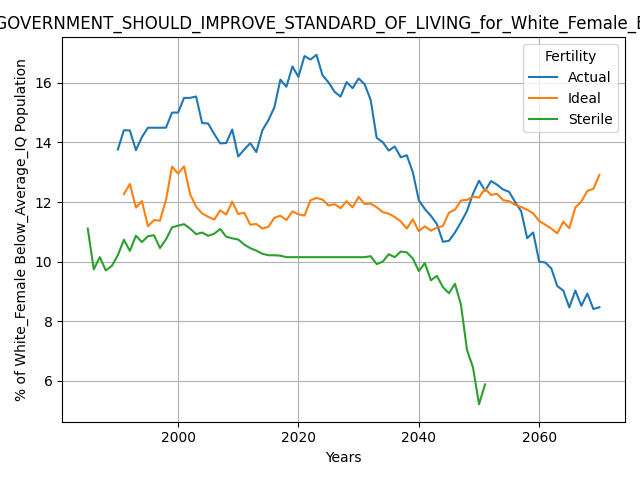 GOVERNMENT_SHOULD_IMPROVE_STANDARD_OF_LIVING_for_White_Female_B
% of White_Female Below_Average_IQ Population
16
14
12
10
8
6
Fertility
Actual
Ideal
Sterile
2000 2020 2040 2060
Years